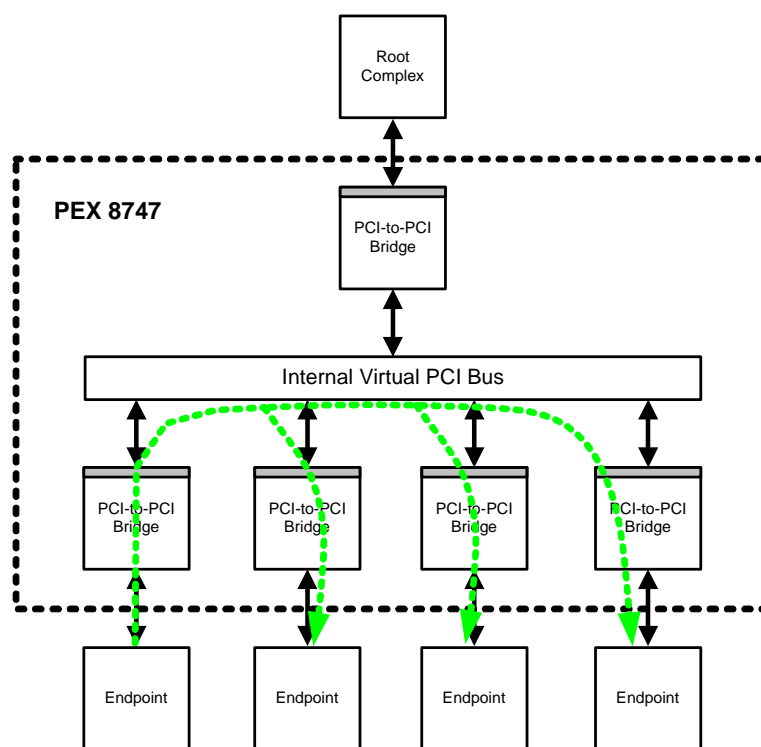 Root
Complex
PEX 8747
PCI-to-PCI
Bridge
Internal Virtual PCI Bus
PCI-to-PCI
Bridge
PCI-to-PCI
Bridge
PCI-to-PCI
Bridge
PCI-to-PCI
Bridge
Endpoint
Endpoint
Endpoint
Endpoint